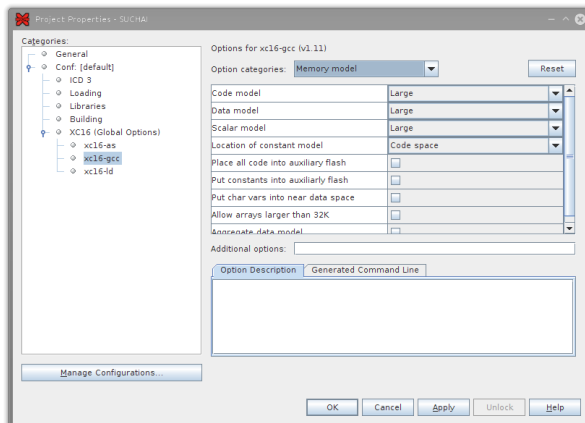 Project Properties - SUCHAI
Categories:
General
Conf: [default]
ICD 3
Loading
Libraries
Building
XC16 (Global Options)
xc16-as
xc16-gcc
xc16-ld
Manage Configurations...
Options for xc16-gcc (v1.11)
Option categories: Memory model Reset
Code model Large
Data model Large
Scalar model Large
Location of constant model Code space
Place all code into auxiliary flash
Put constants into auxiliarly flash
Put char vars into near data space
Allow arrays larger than 32K
Aggregate data model
Additional options:
Option Description Generated Command Line
OK Cancel Apply Unlock Help